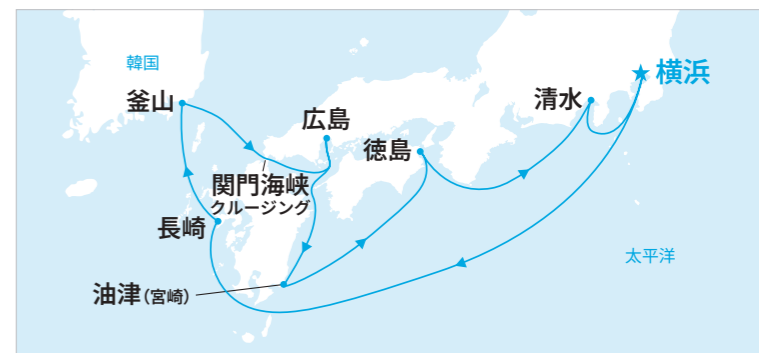 韓国
釜山
広島
清水
★横浜
徳島
関門海峡
クルージング
長崎
太平洋
油津(宮崎)